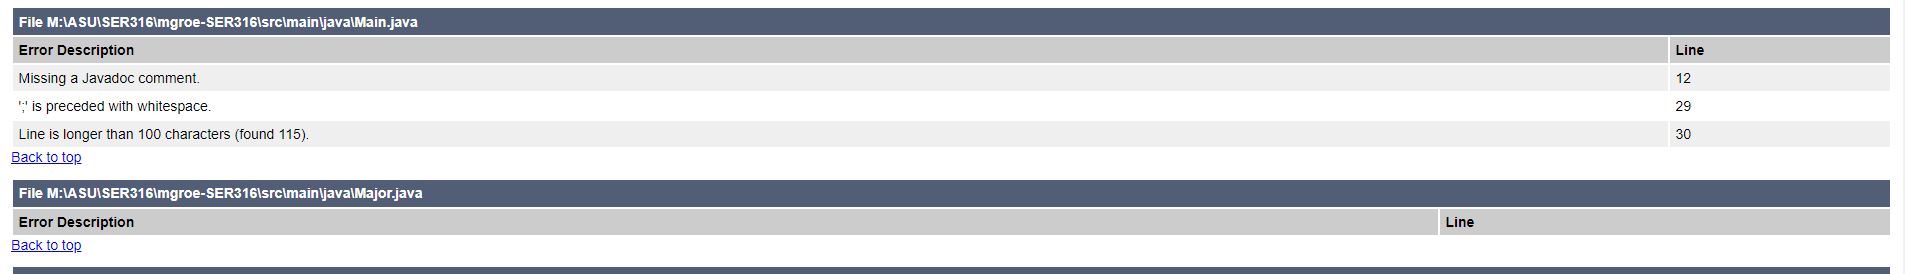 File M:\ASU\SER316\mgroe-SER316\src\main\java\Main.java
Error Description Line
Missing a Javadoc comment. 12
';' is preceded with whitespace. 29
Line is longer than 100 characters (found 115). 30
Back to top
File M:\ASU\SER316\mgroe-SER316\src\main\java\Major.java
Error Description Line
Back to top